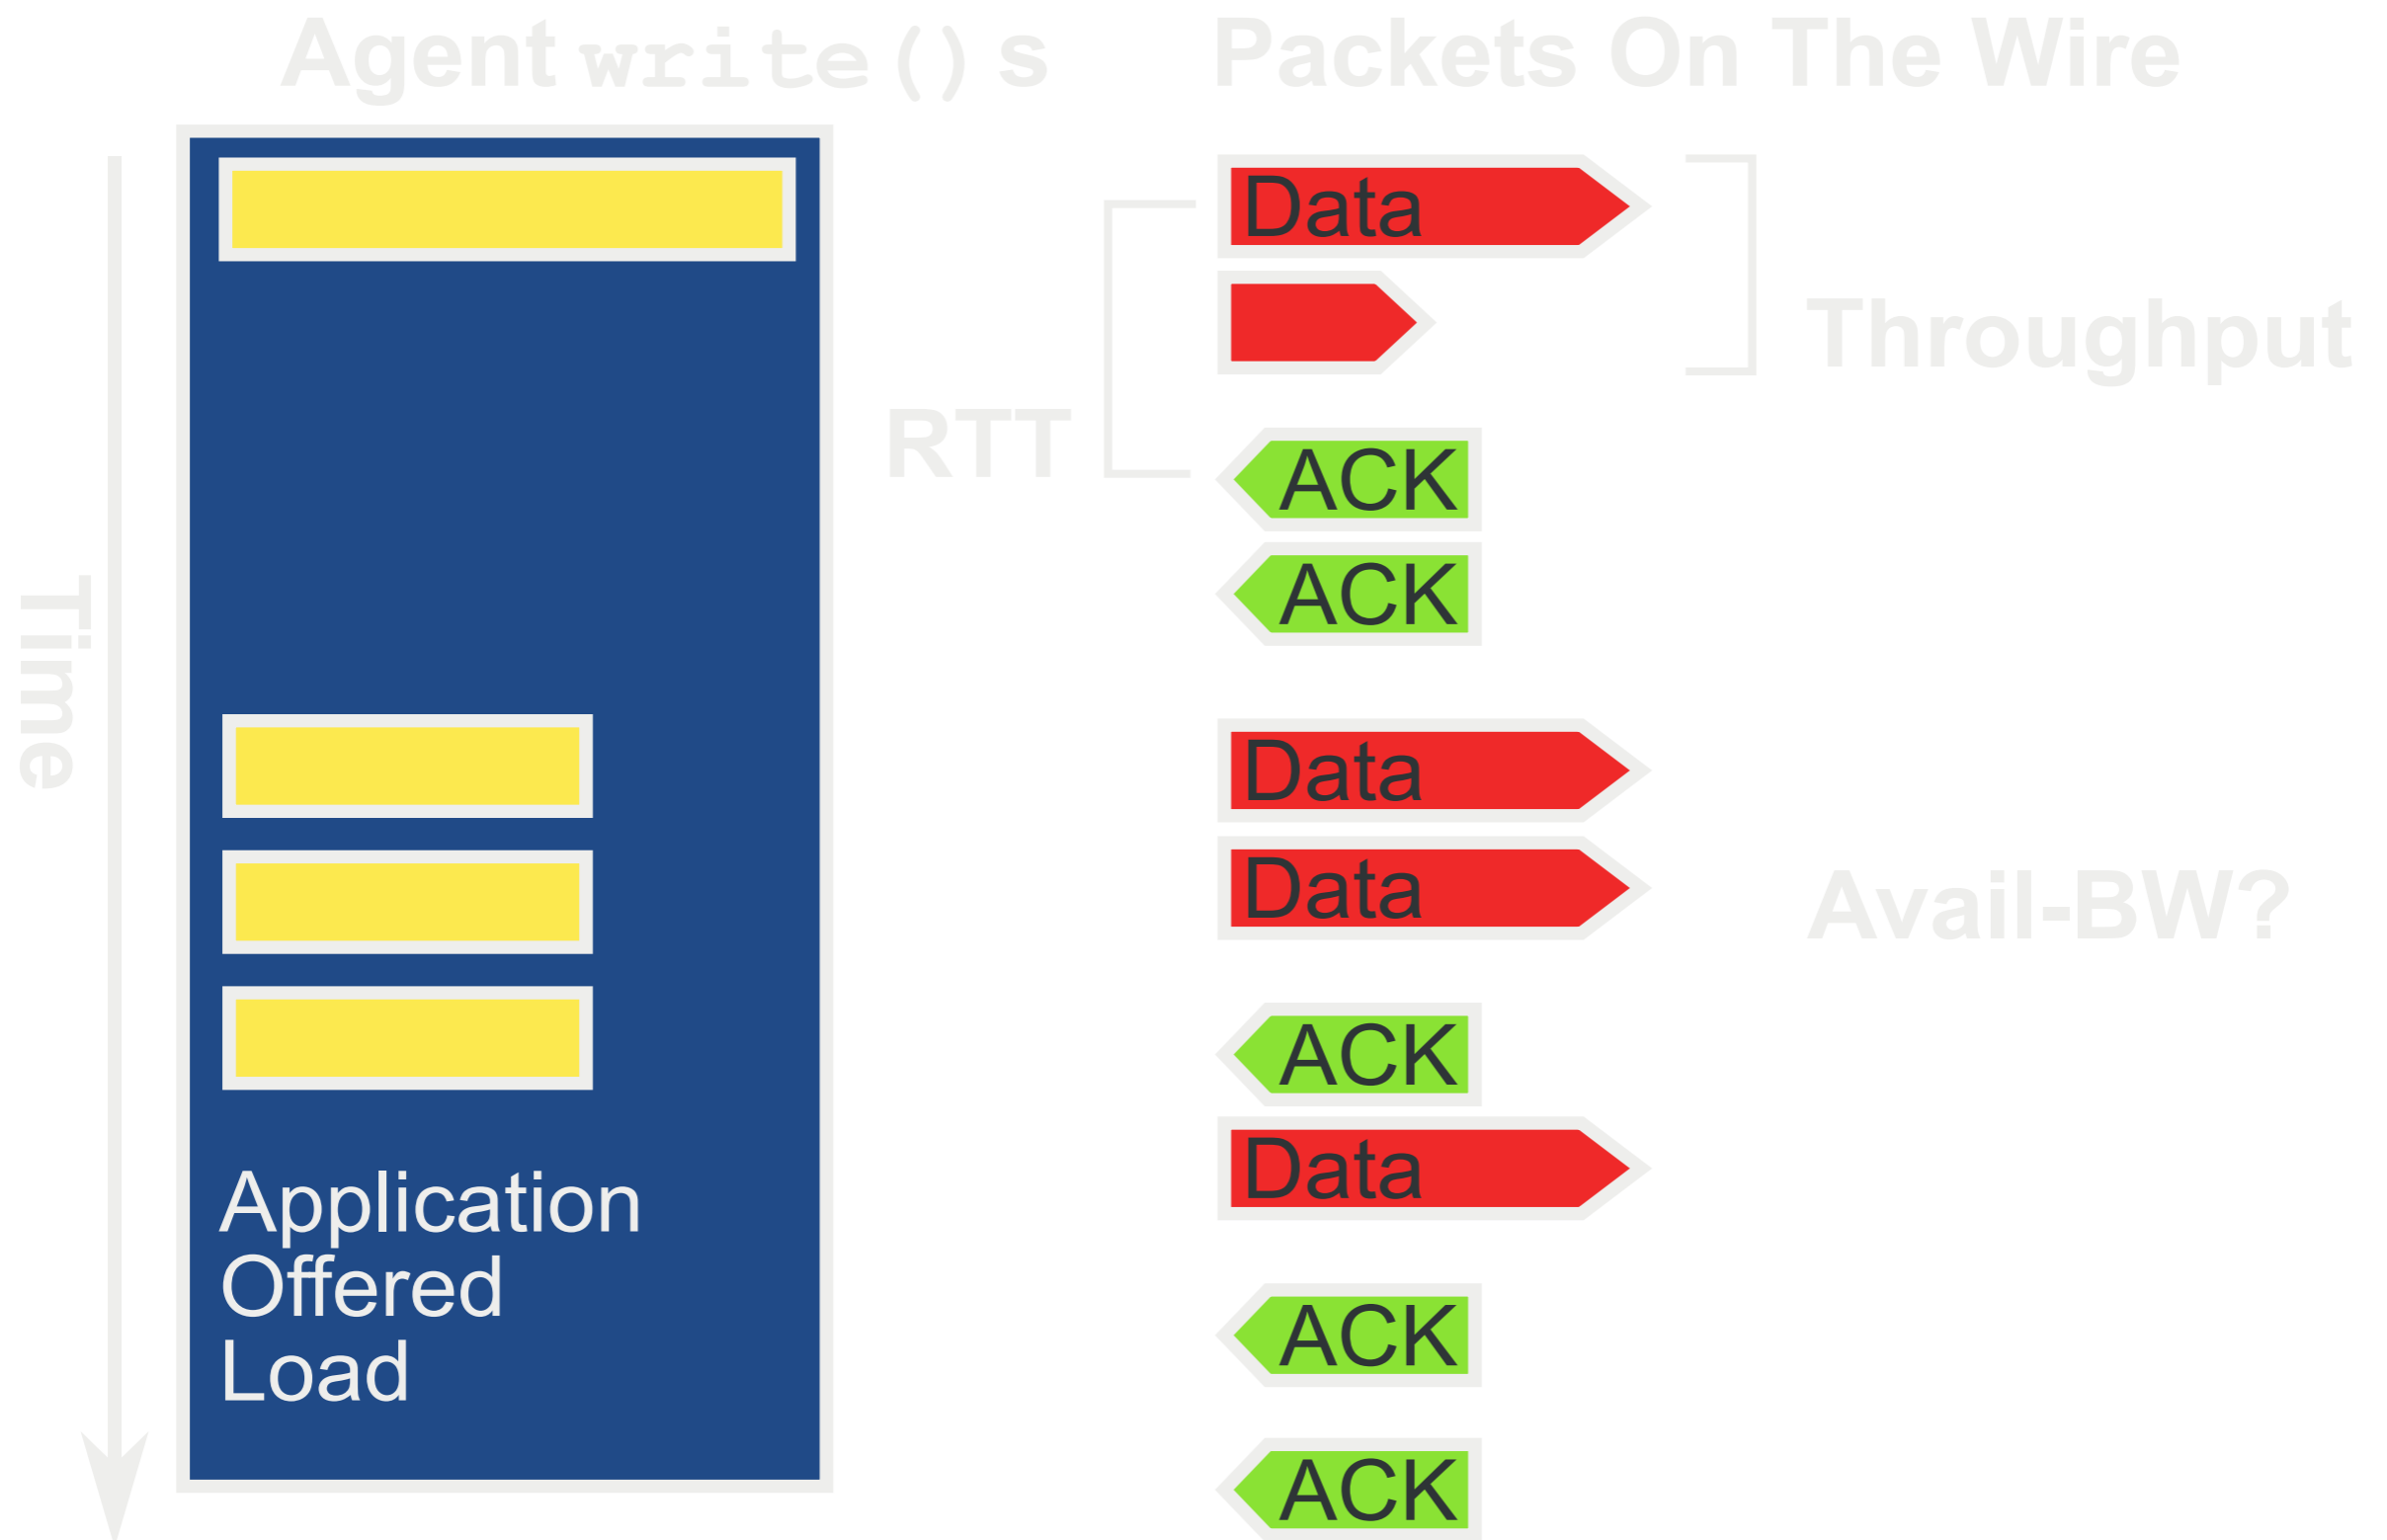 Agent write()s
Packets On The Wire
Data
Throughput
RTT
ACK
ACK
Time
Data
Data
Avail-BW?
ACK
Data
Application
Offered
Load
ACK
ACK